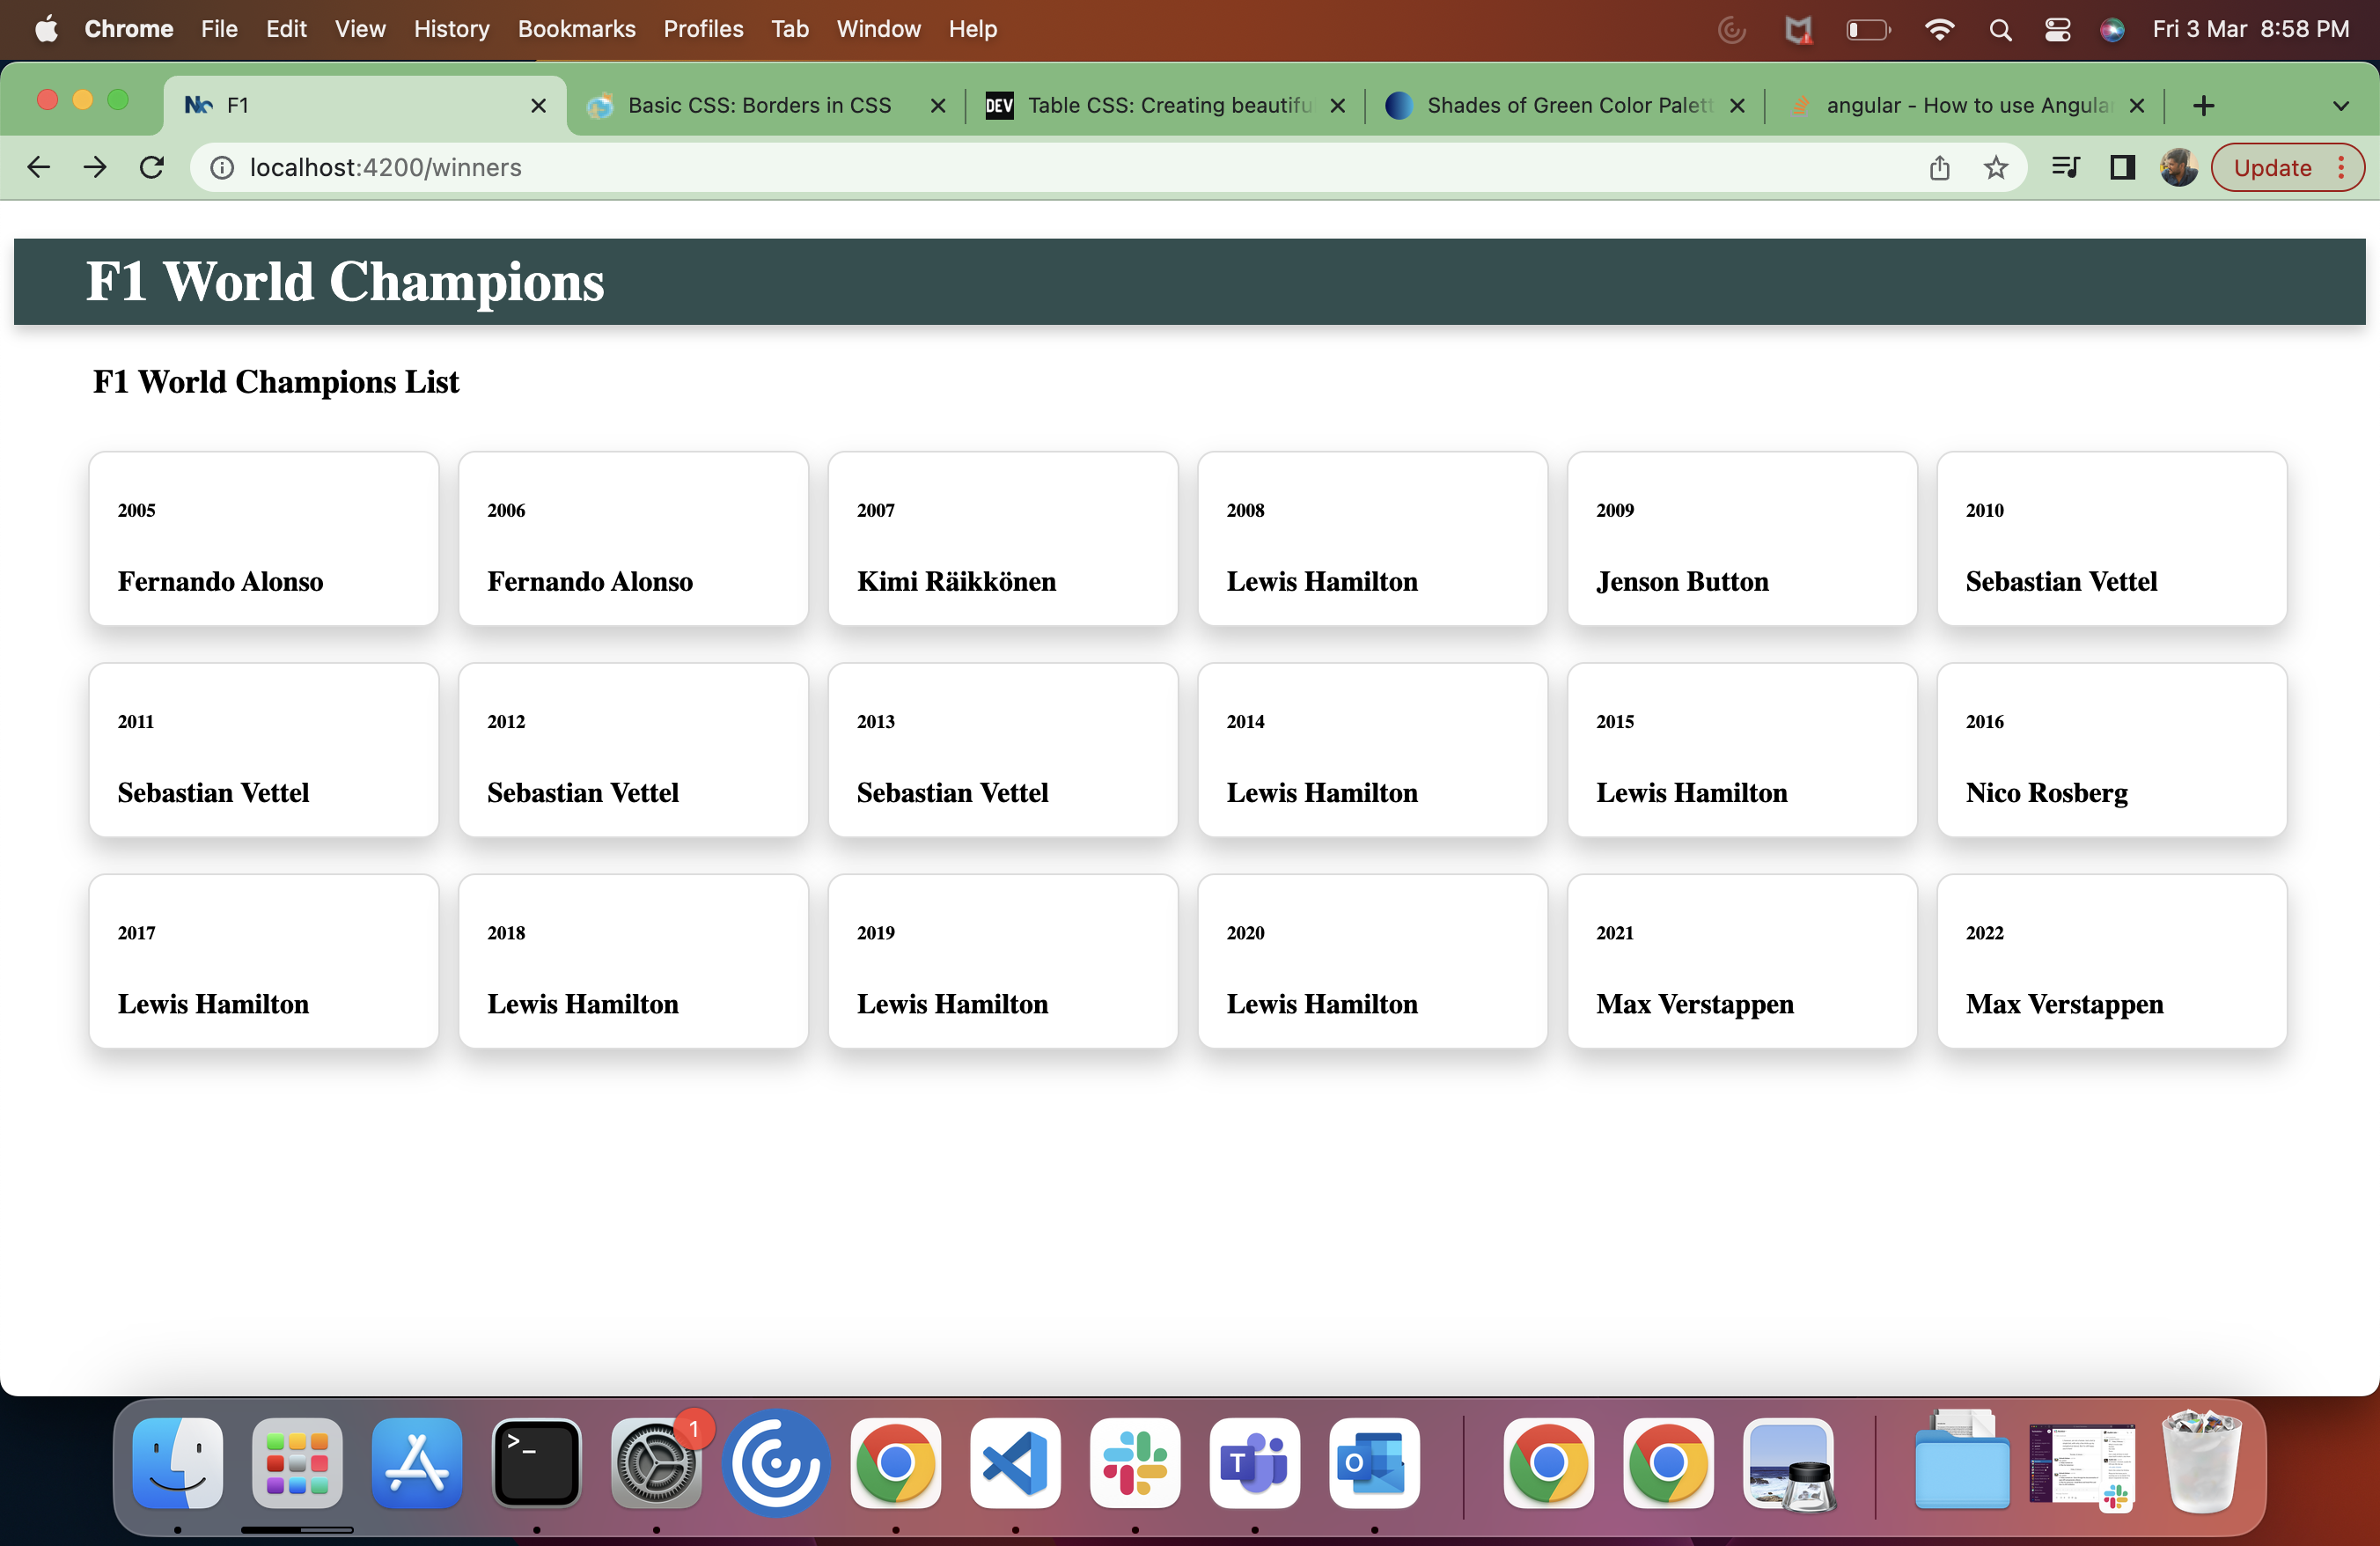 Chrome File Edit View History Bookmarks Profiles Tab Window Help Fri 3 Mar 8:58 PM
F1 Basic CSS: Borders in CSS DEV Table CSS: Creating beautifu Shades of Green Color Palett angular - How to use Angular
localhost:4200/winners Update
F1 World Champions
F1 World Champions List
2005 2006 2007 2008 2009 2010
Fernando Alonso Fernando Alonso Kimi Räikkönen Lewis Hamilton Jenson Button Sebastian Vettel
2011 2012 2013 2014 2015 2016
Sebastian Vettel Sebastian Vettel Sebastian Vettel Lewis Hamilton Lewis Hamilton Nico Rosberg
2017 2018 2019 2020 2021 2022
Lewis Hamilton Lewis Hamilton Lewis Hamilton Lewis Hamilton Max Verstappen Max Verstappen
>_ 1 T O